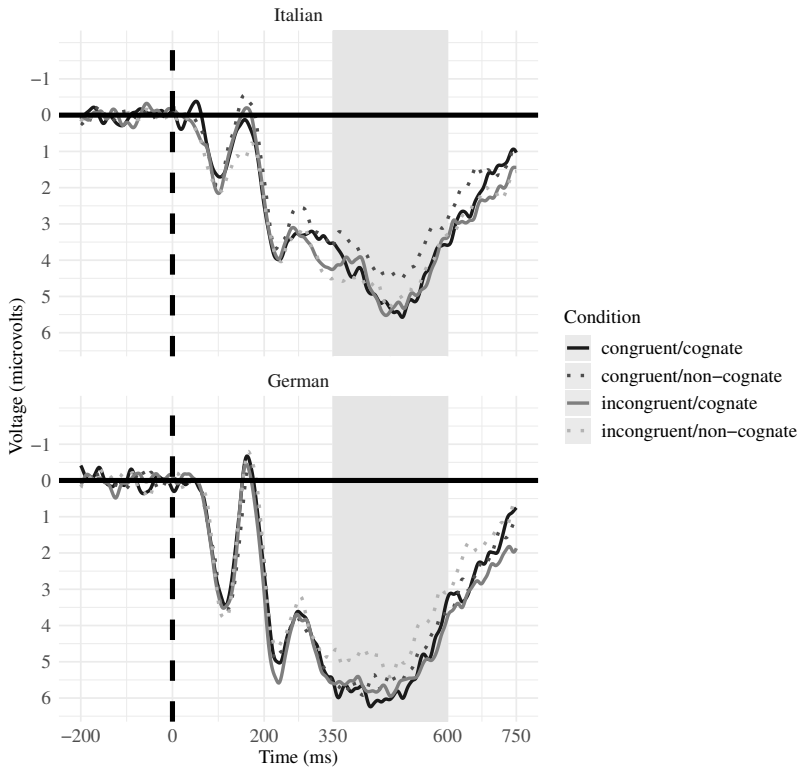 Italian
−1
0
1
2
3
4
5
6
German
−1
0
1
2
3
4
5
6
−200
0
200
350
600
750
Time (ms)
Voltage (microvolts)
Condition
congruent/cognate
congruent/non−cognate
incongruent/cognate
incongruent/non−cognate